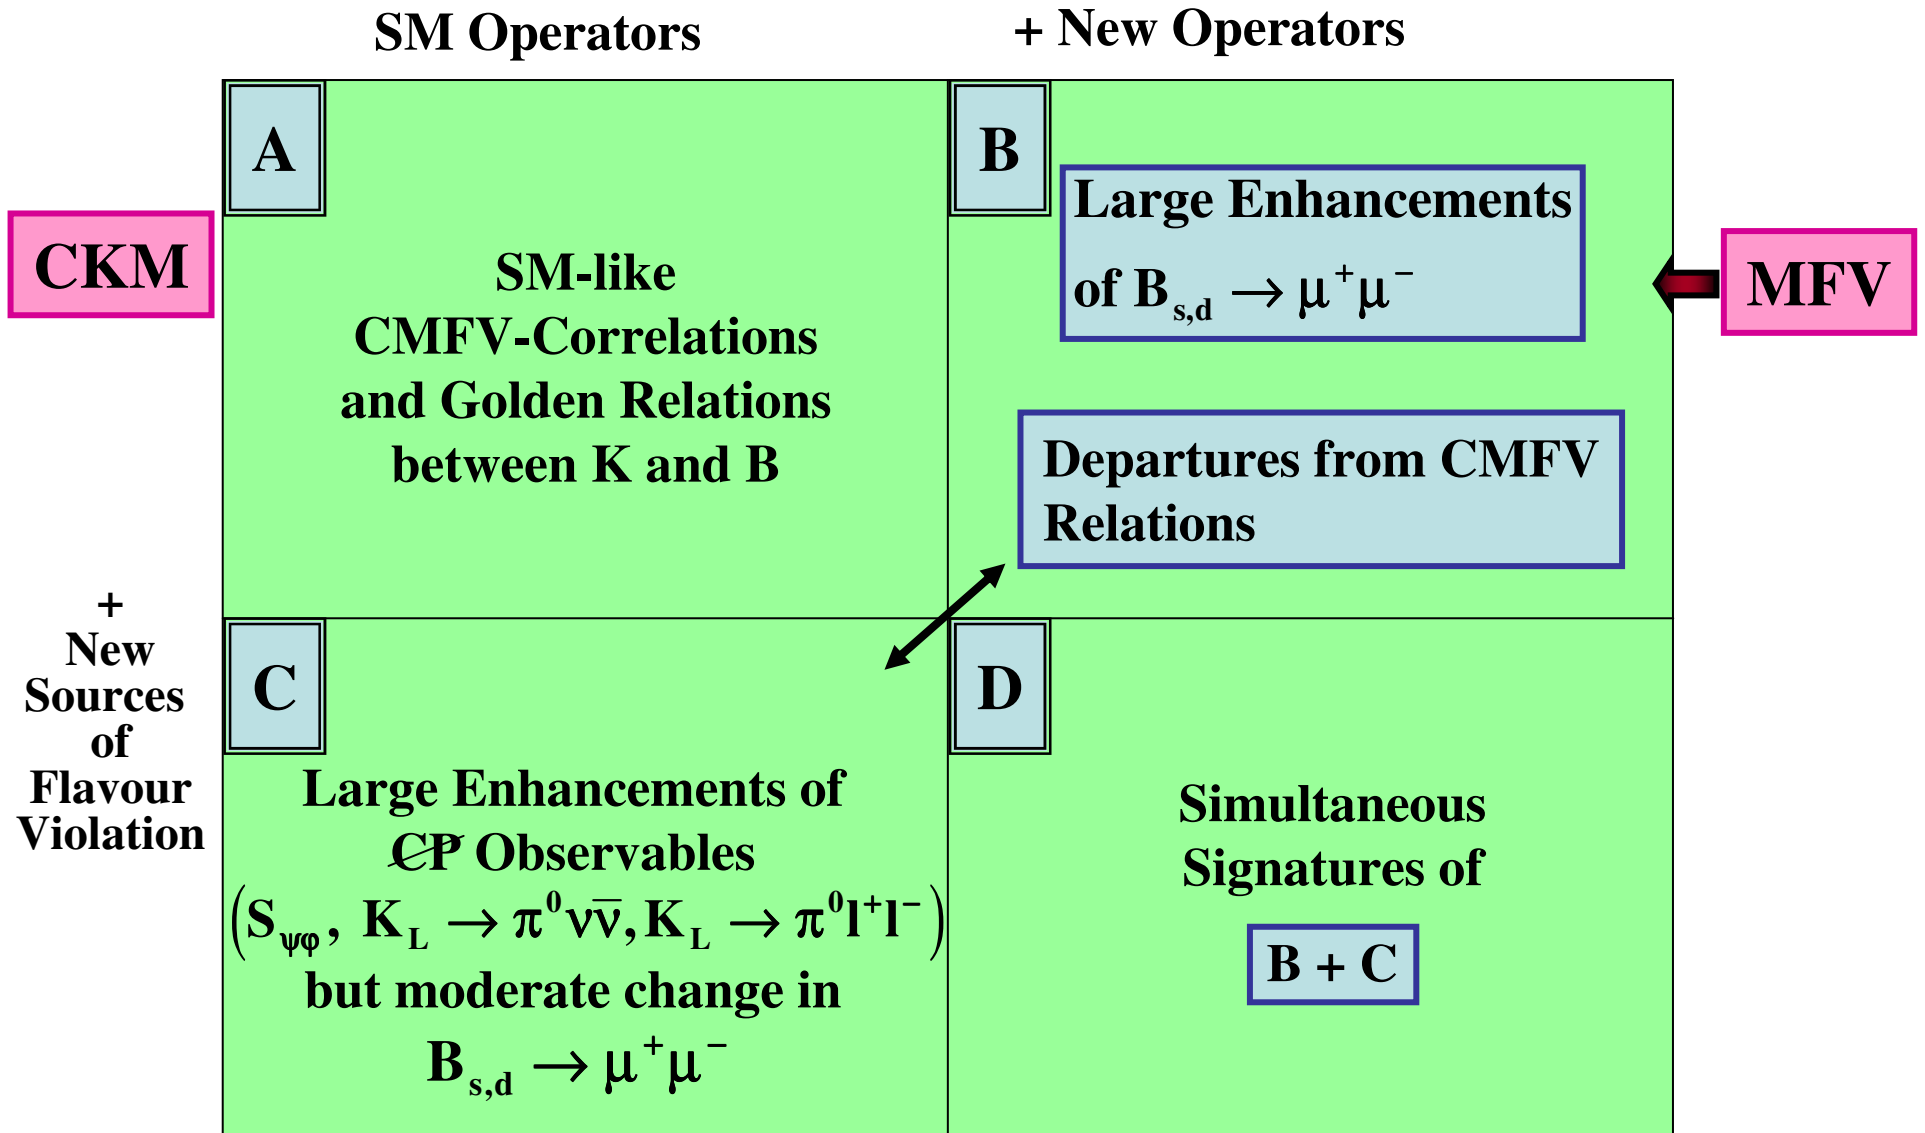 SM Operators
+ New Operators
A
B
CKM
MFV
SM-like
CMFV-Correlations
and Golden Relations
between K and B
Large Enhancements
of B_{s,d} → μ⁺μ⁻
Departures from CMFV
Relations
+
New
Sources
of
Flavour
Violation
C
D
Large Enhancements of
C̸P̸ Observables
(S_{ψφ}, K_L → π⁰νν̄, K_L → π⁰l⁺l⁻)
but moderate change in
B_{s,d} → μ⁺μ⁻
Simultaneous
Signatures of
B + C